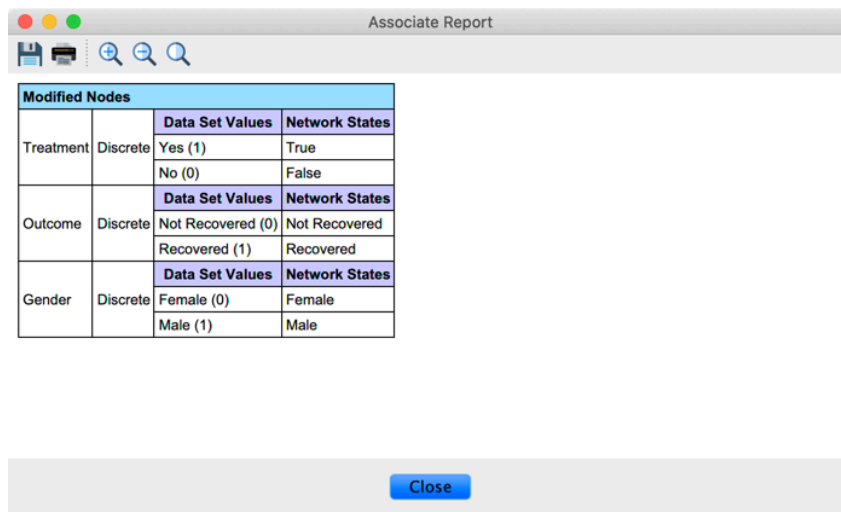 Associate Report
Modified Nodes
Data Set Values Network States
Treatment Discrete Yes (1) True
No (0) False
Data Set Values Network States
Outcome Discrete Not Recovered (0) Not Recovered
Recovered (1) Recovered
Data Set Values Network States
Gender Discrete Female (0) Female
Male (1) Male
Close